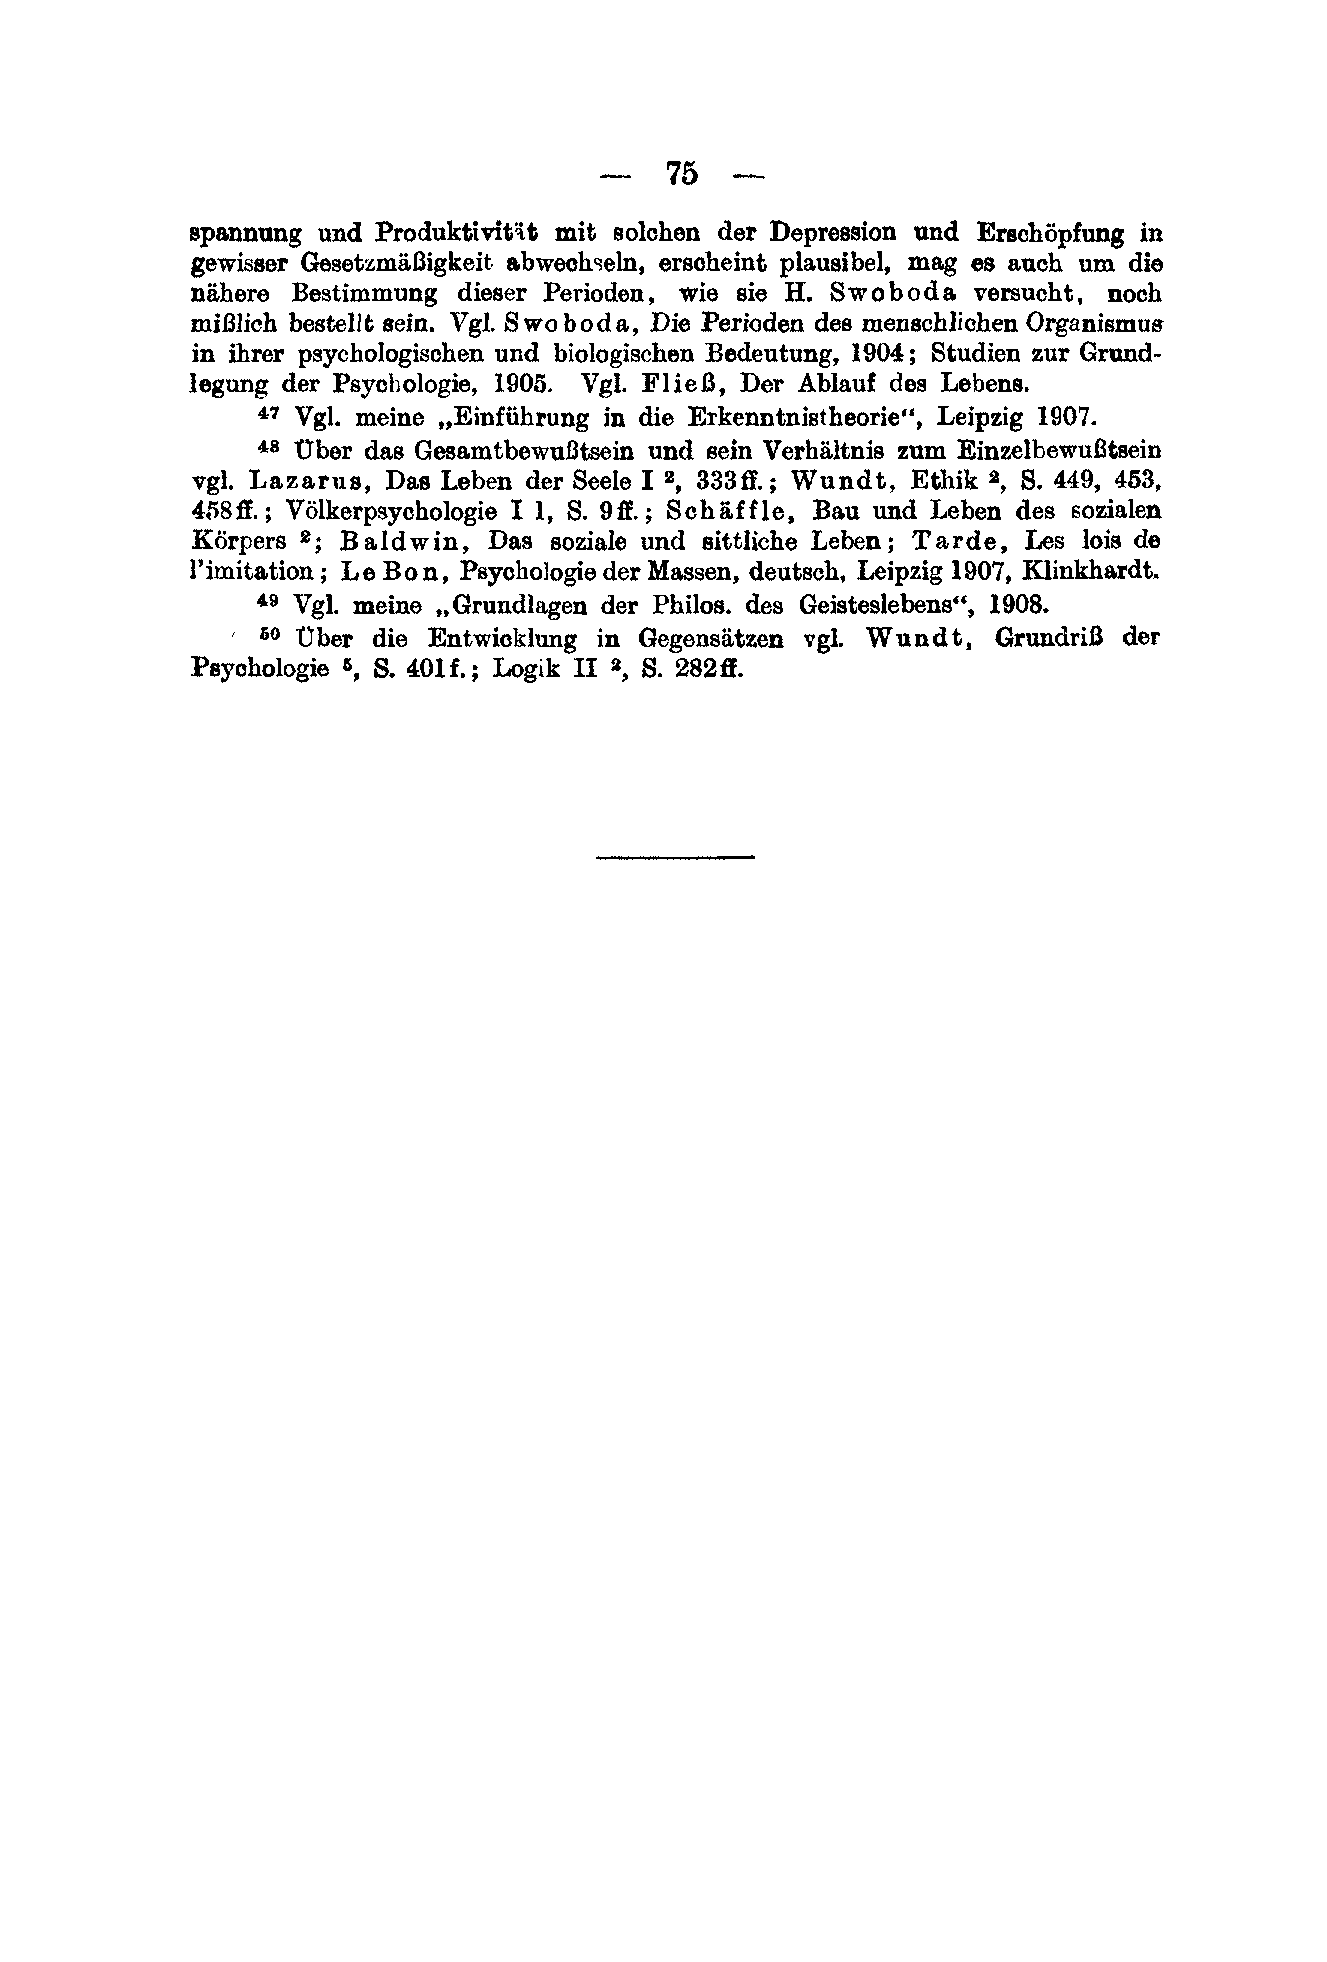 — 75 —
spannung und Produktivität mit solchen der Depression und Erschöpfung in
gewisser Gesetzmäßigkeit abwechseln, erscheint plausibel, mag es auch um die
nähere Bestimmung dieser Perioden, wie sie H. Swoboda versucht, noch
mißlich bestellt sein. Vgl. Swoboda, Die Perioden des menschlichen Organismus
in ihrer psychologischen und biologischen Bedeutung, 1904; Studien zur Grund-
legung der Psychologie, 1905. Vgl. Fließ, Der Ablauf des Lebens.
⁴⁷ Vgl. meine „Einführung in die Erkenntnistheorie“, Leipzig 1907.
⁴⁸ Über das Gesamtbewußtsein und sein Verhältnis zum Einzelbewußtsein
vgl. Lazarus, Das Leben der Seele I ², 333ff.; Wundt, Ethik ², S. 449, 453,
458ff.; Völkerpsychologie I 1, S. 9ff.; Schäffle, Bau und Leben des sozialen
Körpers ²; Baldwin, Das soziale und sittliche Leben; Tarde, Les lois de
l'imitation; Le Bon, Psychologie der Massen, deutsch, Leipzig 1907, Klinkhardt.
⁴⁹ Vgl. meine „Grundlagen der Philos. des Geisteslebens“, 1908.
⁵⁰ Über die Entwicklung in Gegensätzen vgl. Wundt, Grundriß der
Psychologie ⁵, S. 401f.; Logik II ², S. 282ff.